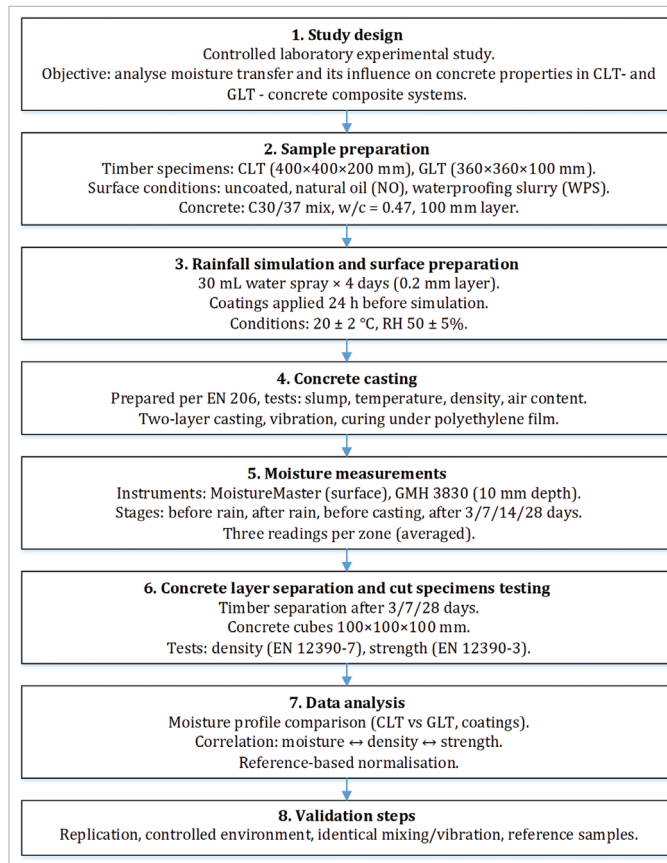 1. Study design
Controlled laboratory experimental study.
Objective: analyse moisture transfer and its influence on concrete properties in CLT- and
GLT - concrete composite systems.
2. Sample preparation
Timber specimens: CLT (400×400×200 mm), GLT (360×360×100 mm).
Surface conditions: uncoated, natural oil (NO), waterproofing slurry (WPS).
Concrete: C30/37 mix, w/c = 0.47, 100 mm layer.
3. Rainfall simulation and surface preparation
30 mL water spray × 4 days (0.2 mm layer).
Coatings applied 24 h before simulation.
Conditions: 20 ± 2 °C, RH 50 ± 5%.
4. Concrete casting
Prepared per EN 206, tests: slump, temperature, density, air content.
Two-layer casting, vibration, curing under polyethylene film.
5. Moisture measurements
Instruments: MoistureMaster (surface), GMH 3830 (10 mm depth).
Stages: before rain, after rain, before casting, after 3/7/14/28 days.
Three readings per zone (averaged).
6. Concrete layer separation and cut specimens testing
Timber separation after 3/7/28 days.
Concrete cubes 100×100×100 mm.
Tests: density (EN 12390-7), strength (EN 12390-3).
7. Data analysis
Moisture profile comparison (CLT vs GLT, coatings).
Correlation: moisture ↔ density ↔ strength.
Reference-based normalisation.
8. Validation steps
Replication, controlled environment, identical mixing/vibration, reference samples.